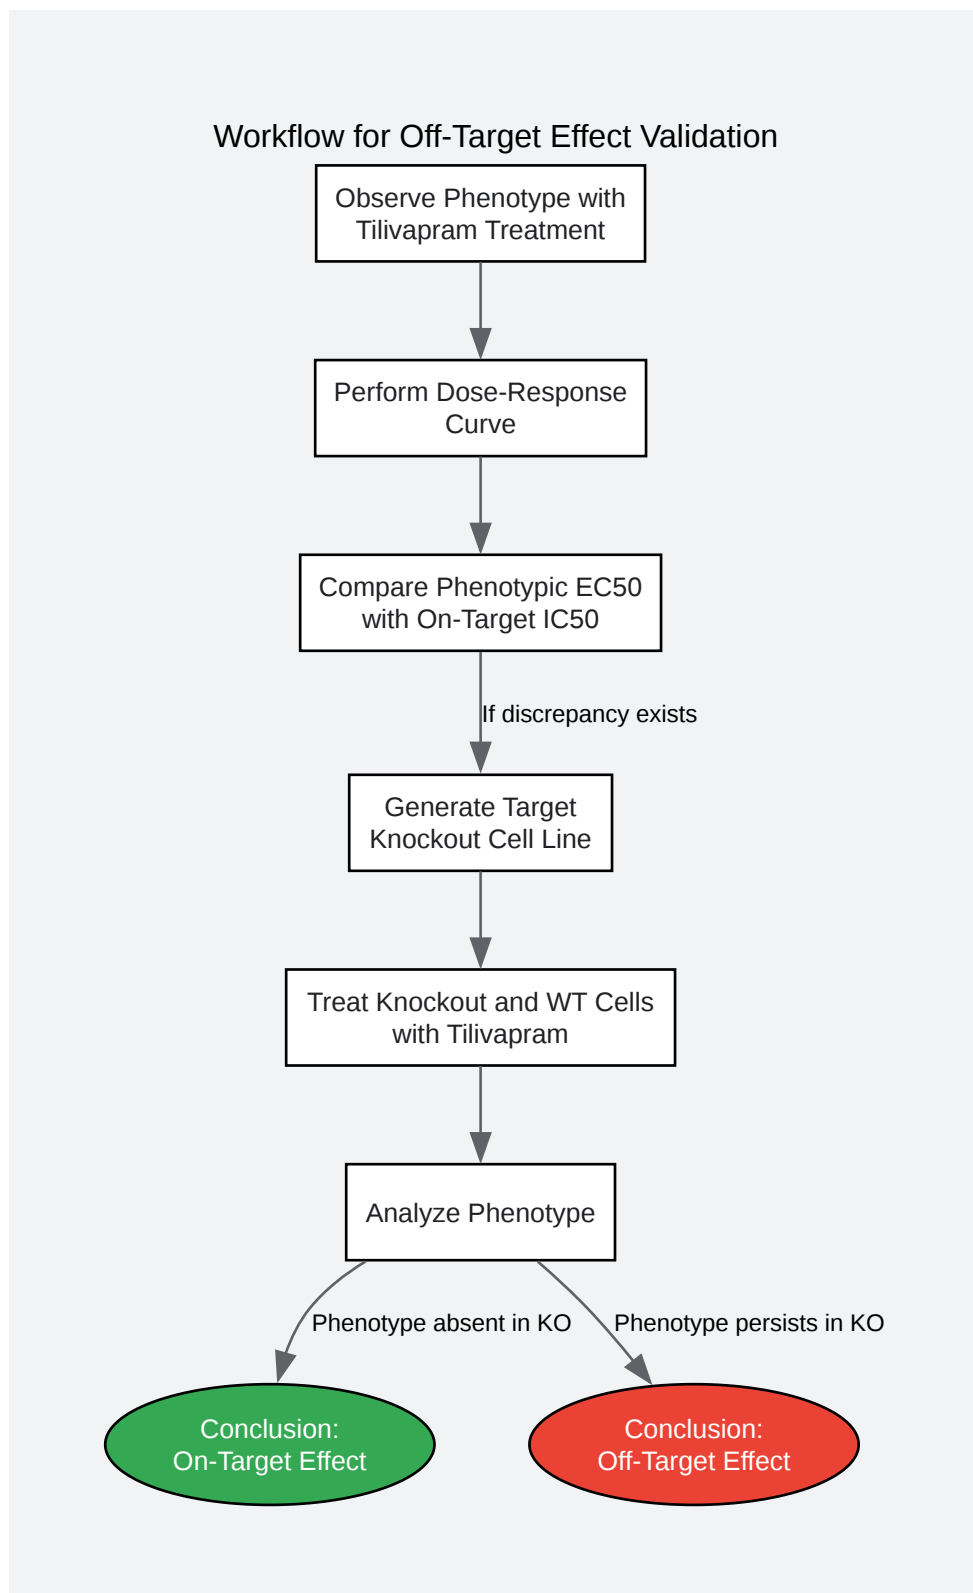 Workflow for Off-Target Effect Validation
Observe Phenotype with
Tilivapram Treatment
Perform Dose-Response
Curve
Compare Phenotypic EC50
with On-Target IC50
If discrepancy exists
Generate Target
Knockout Cell Line
Treat Knockout and WT Cells
with Tilivapram
Analyze Phenotype
Phenotype absent in KO
Phenotype persists in KO
Conclusion:
On-Target Effect
Conclusion:
Off-Target Effect